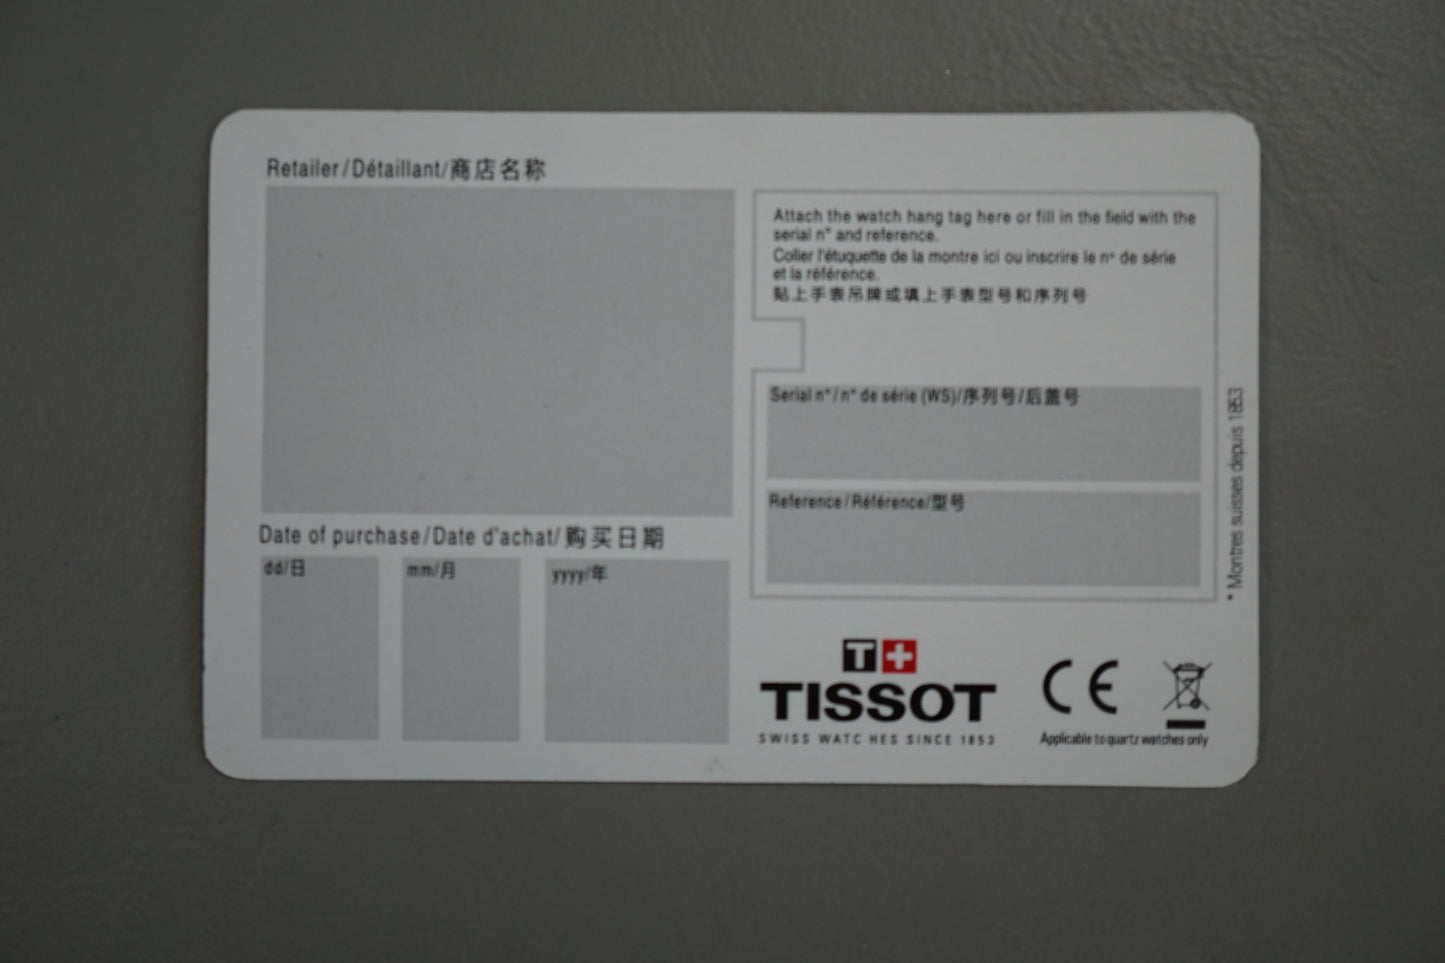 Retailer/Détaillant/商店名称
Attach the watch hang tag here or fill in the field with the
serial n° and reference.
Coller l'étuquette de la montre ici ou inscrire le n° de série
et la référence.
贴上手表吊牌或填上手表型号和序列号
Serial n°/n° de série (WS)/序列号/后盖号
Reference/Référence/型号
Date of purchase/Date d'achat/购买日期
dd/日
mm/月
yyyy/年
T+
TISSOT
SWISS WATCHES SINCE 1853
CE
Applicable to quartz watches only
* Montres suisses depuis 1853